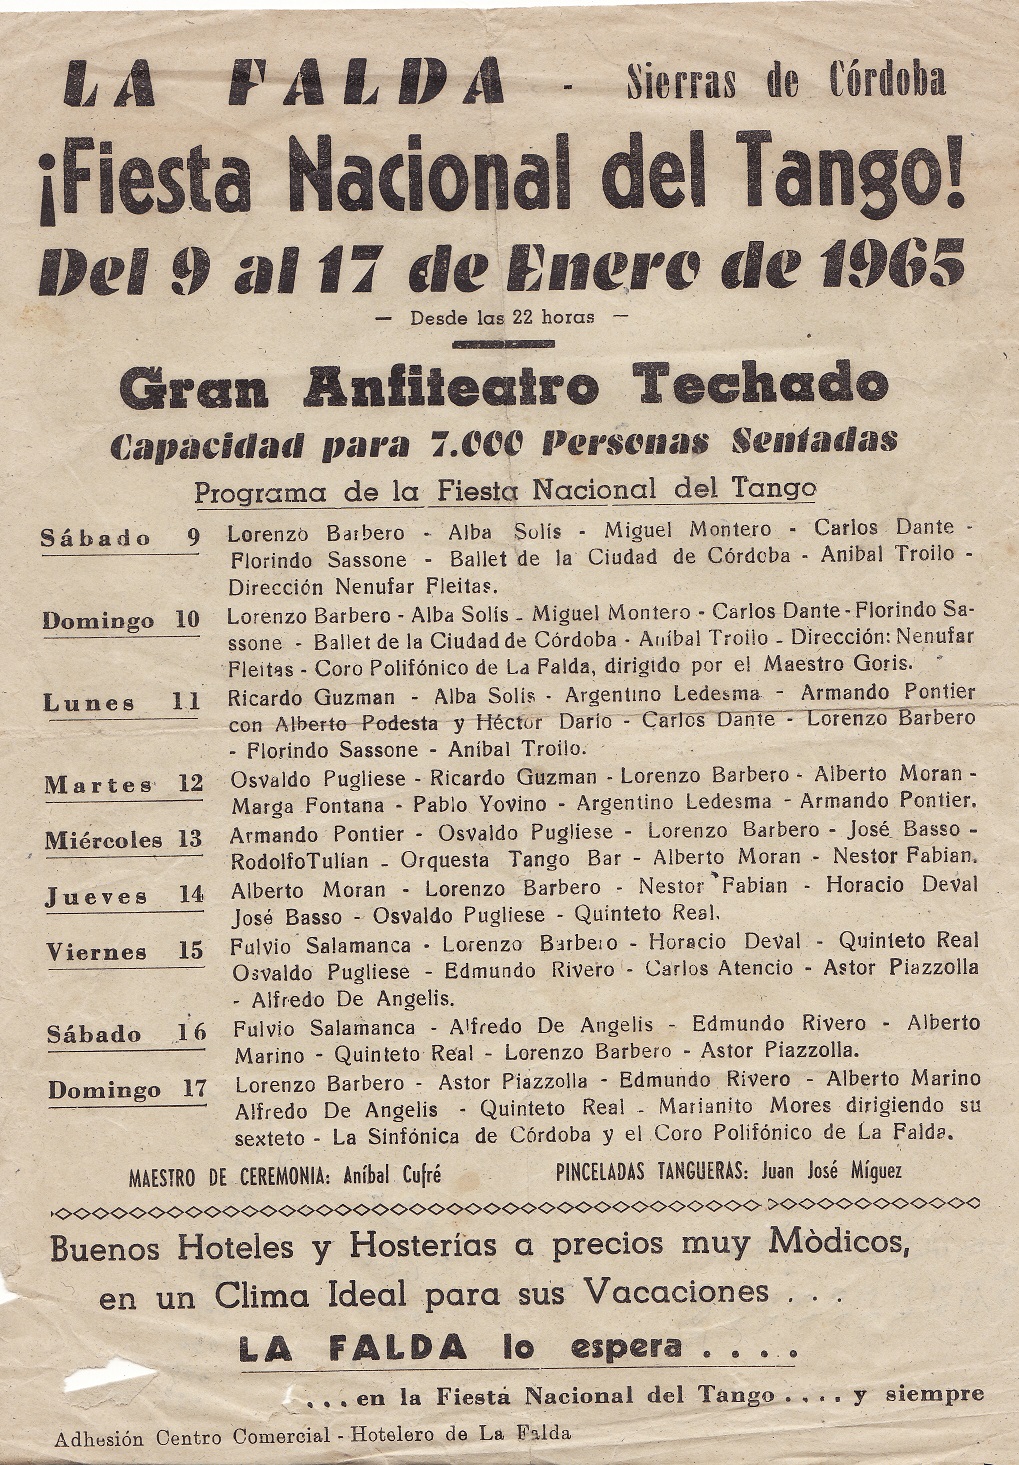 LA FALDA - Sierras de Córdoba
¡Fiesta Nacional del Tango!
Del 9 al 17 de Enero de 1965
— Desde las 22 horas —
Gran Anfiteatro Techado
Capacidad para 7.000 Personas Sentadas
Programa de la Fiesta Nacional del Tango
Sábado 9 Lorenzo Barbero - Alba Solís - Miguel Montero - Carlos Dante -
Florindo Sassone - Ballet de la Ciudad de Córdoba - Anibal Troilo -
Dirección Nenufar Fleitas.
Domingo 10 Lorenzo Barbero - Alba Solís - Miguel Montero - Carlos Dante - Florindo Sa-
ssone - Ballet de la Ciudad de Córdoba - Aníbal Troilo - Dirección: Nenufar
Fleitas - Coro Polifónico de La Falda, dirigido por el Maestro Goris.
Lunes 11 Ricardo Guzman - Alba Solis - Argentino Ledesma - Armando Pontier
con Alberto Podesta y Héctor Dario - Carlos Dante - Lorenzo Barbero
- Florindo Sassone - Aníbal Troilo.
Martes 12 Osvaldo Pugliese - Ricardo Guzman - Lorenzo Barbero - Alberto Moran -
Marga Fontana - Pablo Yovino - Argentino Ledesma - Armando Pontier.
Miércoles 13 Armando Pontier - Osvaldo Pugliese - Lorenzo Barbero - José Basso -
Rodolfo Tulian - Orquesta Tango Bar - Alberto Moran - Nestor Fabian.
Jueves 14 Alberto Moran - Lorenzo Barbero - Nestor Fabian - Horacio Deval
José Basso - Osvaldo Pugliese - Quinteto Real.
Viernes 15 Fulvio Salamanca - Lorenzo Barbero - Horacio Deval - Quinteto Real
Osvaldo Pugliese - Edmundo Rivero - Carlos Atencio - Astor Piazzolla
- Alfredo De Angelis.
Sábado 16 Fulvio Salamanca - Alfredo De Angelis - Edmundo Rivero - Alberto
Marino - Quinteto Real - Lorenzo Barbero - Astor Piazzolla.
Domingo 17 Lorenzo Barbero - Astor Piazzolla - Edmundo Rivero - Alberto Marino
Alfredo De Angelis - Quinteto Real - Marianito Mores dirigiendo su
sexteto - La Sinfónica de Córdoba y el Coro Polifónico de La Falda.
MAESTRO DE CEREMONIA: Aníbal Cufré PINCELADAS TANGUERAS: Juan José Míguez
Buenos Hoteles y Hosterías a precios muy Mòdicos,
en un Clima Ideal para sus Vacaciones . . .
LA FALDA lo espera . . . .
. . . en la Fiesta Nacional del Tango . . . . y siempre
Adhesión Centro Comercial - Hotelero de La Falda